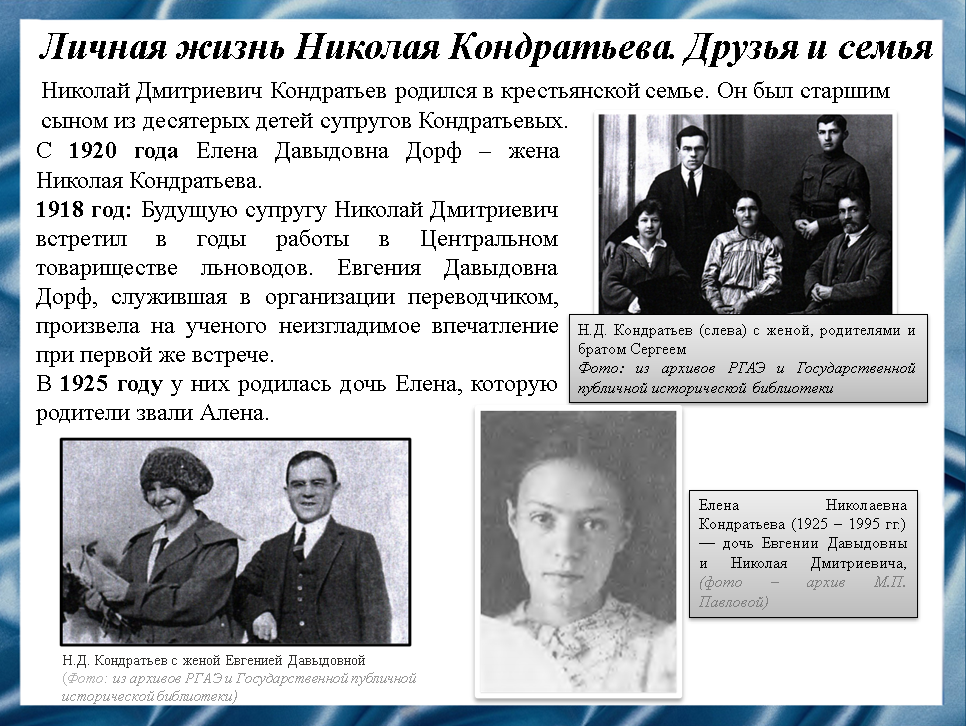 Личная жизнь Николая Кондратьева. Друзья и семья
Николай Дмитриевич Кондратьев родился в крестьянской семье. Он был старшим
сыном из десятерых детей супругов Кондратьевых.
С 1920 года Елена Давыдовна Дорф – жена
Николая Кондратьева.
1918 год: Будущую супругу Николай Дмитриевич
встретил в годы работы в Центральном
товариществе льноводов. Евгения Давыдовна
Дорф, служившая в организации переводчиком,
произвела на ученого неизгладимое впечатление
при первой же встрече.
В 1925 году у них родилась дочь Елена, которую
родители звали Алена.
Н.Д. Кондратьев (слева) с женой, родителями и
братом Сергеем
Фото: из архивов РГАЭ и Государственной
публичной исторической библиотеки
Елена Николаевна
Кондратьева (1925 – 1995 гг.)
— дочь Евгении Давыдовны
и Николая Дмитриевича,
(фото – архив М.П.
Павловой)
Н.Д. Кондратьев с женой Евгенией Давыдовной
(Фото: из архивов РГАЭ и Государственной публичной
исторической библиотеки)